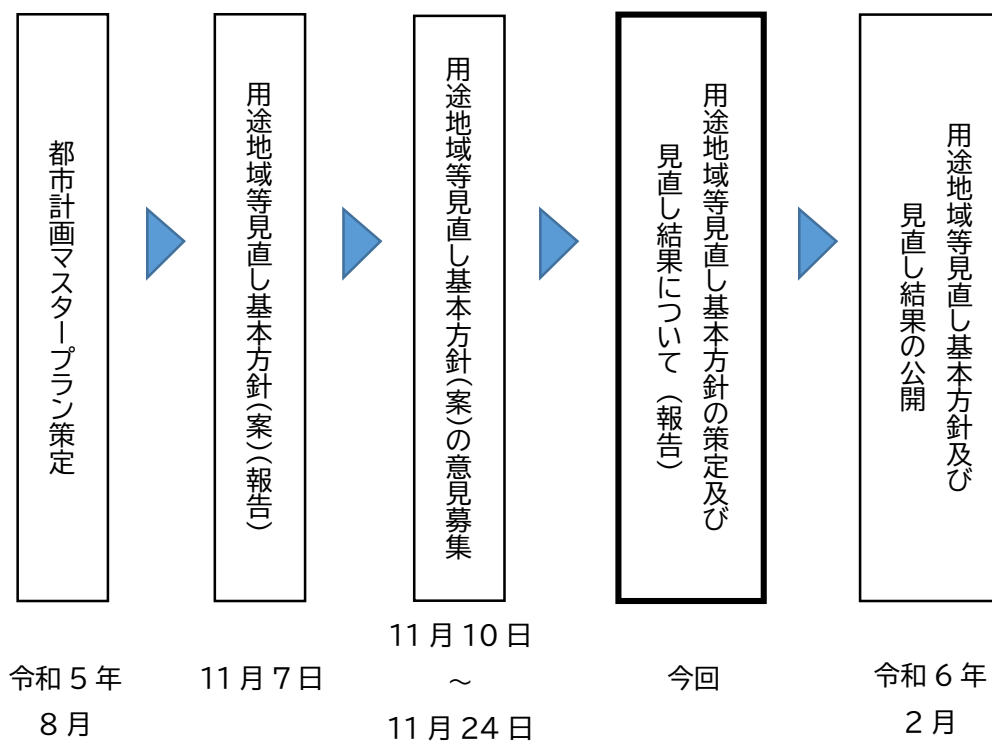 都市計画マスタープラン策定
用途地域等見直し基本方針(案)(報告)
用途地域等見直し基本方針(案)の意見募集
用途地域等見直し基本方針の策定及び
見直し結果について（報告）
用途地域等見直し基本方針及び
見直し結果の公開
令和5年
8月
11月7日
11月10日
～
11月24日
今回
令和6年
2月